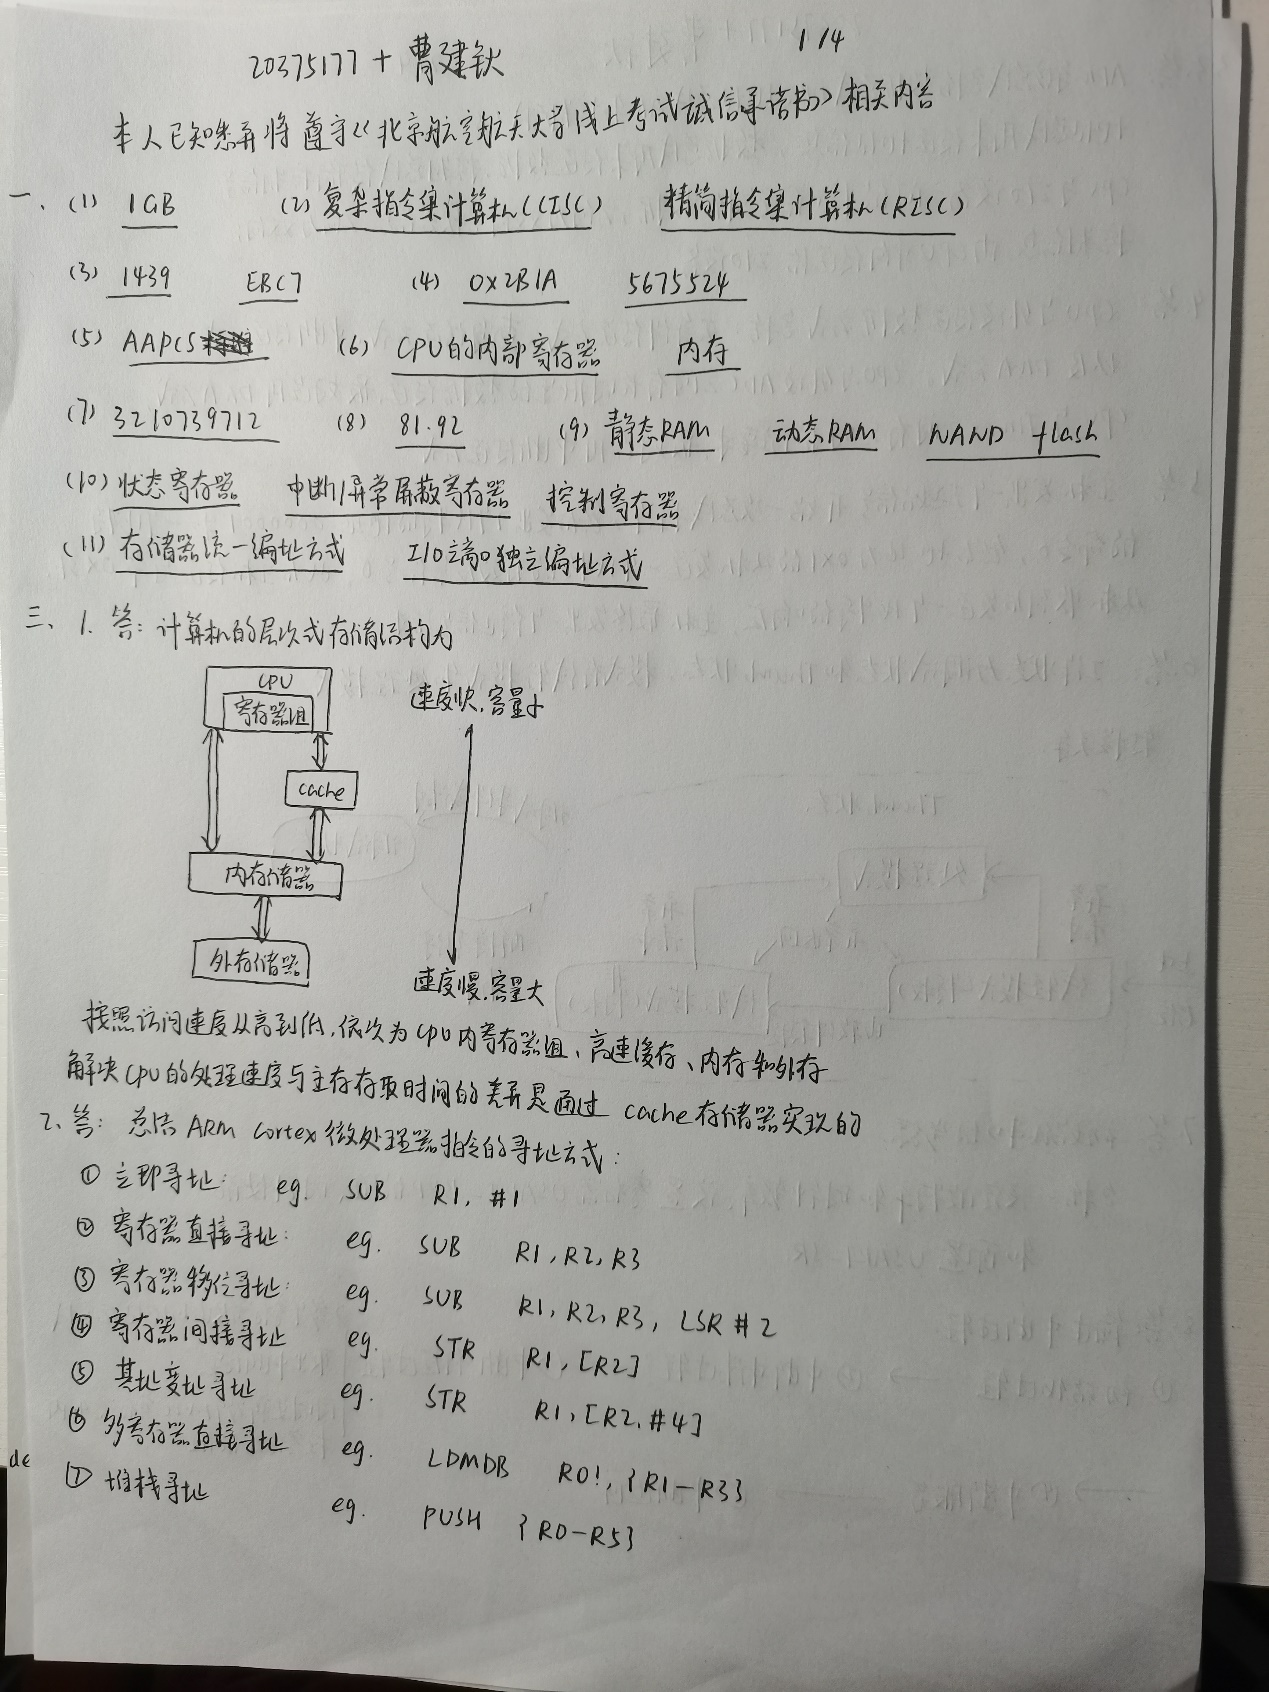 20375177 + 曹建钬
1/4
本人已知悉并将遵守《北京航空航天大学线上考试诚信承诺书》相关内容
一、(1) 1GB (2) 复杂指令集计算机(CISC) 精简指令集计算机(RISC)
(3) 1439 EBC7 (4) 0x2B1A 5675524
(5) AAPCS (6) CPU的内部寄存器 内存
(7) 3210739712 (8) 81.92 (9) 静态RAM 动态RAM NAND flash
(10) 状态寄存器 中断/异常屏蔽寄存器 控制寄存器
(11) 存储器统一编址方式 I/O端口独立编址方式
三、1. 答: 计算机的层次式存储结构为
CPU
寄存器组
速度快,容量小
cache
内存储器
外存储器
速度慢,容量大
按照访问速度从高到低,依次为CPU内寄存器组、高速缓存、内存和外存
解决CPU的处理速度与主存存取时间的差异是通过 cache存储器实现的
2. 答: 总结 ARM Cortex微处理器指令的寻址方式:
① 立即寻址: eg. SUB R1, #1
② 寄存器直接寻址: eg. SUB R1, R2, R3
③ 寄存器移位寻址: eg. SUB R1, R2, R3, LSR #2
④ 寄存器间接寻址 eg. STR R1, [R2]
⑤ 基址变址寻址 eg. STR R1, [R2, #4]
⑥ 多寄存器直接寻址 eg. LDMDB R0!, {R1-R3}
⑦ 堆栈寻址 eg. PUSH {R0-R5}
de